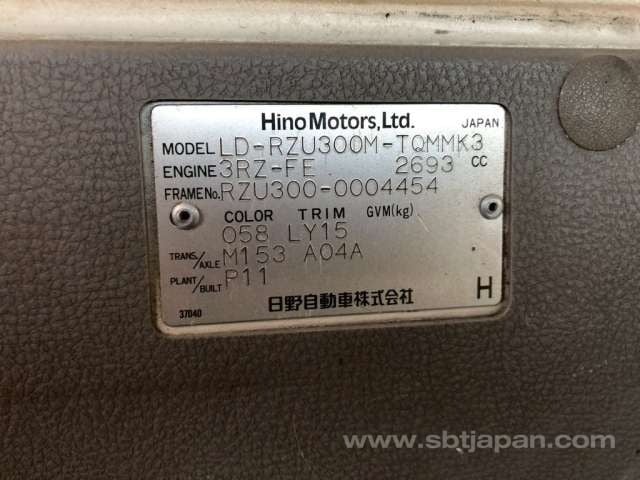 Hino Motors, Ltd. JAPAN
MODEL LD-RZU300M-TQMMK3
ENGINE 3RZ-FE 2693 CC
FRAME No. RZU300-0004454
COLOR TRIM GVM(kg)
058 LY15
TRANS./AXLE M153 A04A
PLANT/BUILT P11
37040 日野自動車株式会社 H
www.sbtjapan.com